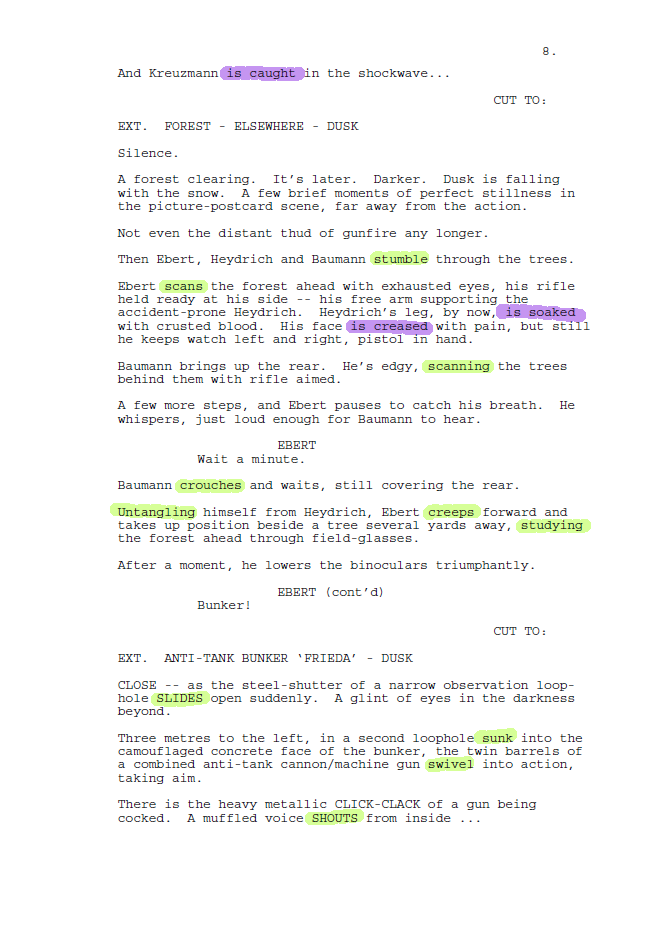 8.
And Kreuzmann is caught in the shockwave...
CUT TO:
EXT. FOREST - ELSEWHERE - DUSK
Silence.
A forest clearing. It’s later. Darker. Dusk is falling
with the snow. A few brief moments of perfect stillness in
the picture-postcard scene, far away from the action.
Not even the distant thud of gunfire any longer.
Then Ebert, Heydrich and Baumann stumble through the trees.
Ebert scans the forest ahead with exhausted eyes, his rifle
held ready at his side -- his free arm supporting the
accident-prone Heydrich. Heydrich’s leg, by now, is soaked
with crusted blood. His face is creased with pain, but still
he keeps watch left and right, pistol in hand.
Baumann brings up the rear. He’s edgy, scanning the trees
behind them with rifle aimed.
A few more steps, and Ebert pauses to catch his breath. He
whispers, just loud enough for Baumann to hear.
EBERT
Wait a minute.
Baumann crouches and waits, still covering the rear.
Untangling himself from Heydrich, Ebert creeps forward and
takes up position beside a tree several yards away, studying
the forest ahead through field-glasses.
After a moment, he lowers the binoculars triumphantly.
EBERT (cont’d)
Bunker!
CUT TO:
EXT. ANTI-TANK BUNKER ‘FRIEDA’ - DUSK
CLOSE -- as the steel-shutter of a narrow observation loop-
hole SLIDES open suddenly. A glint of eyes in the darkness
beyond.
Three metres to the left, in a second loophole sunk into the
camouflaged concrete face of the bunker, the twin barrels of
a combined anti-tank cannon/machine gun swivel into action,
taking aim.
There is the heavy metallic CLICK-CLACK of a gun being
cocked. A muffled voice SHOUTS from inside ...